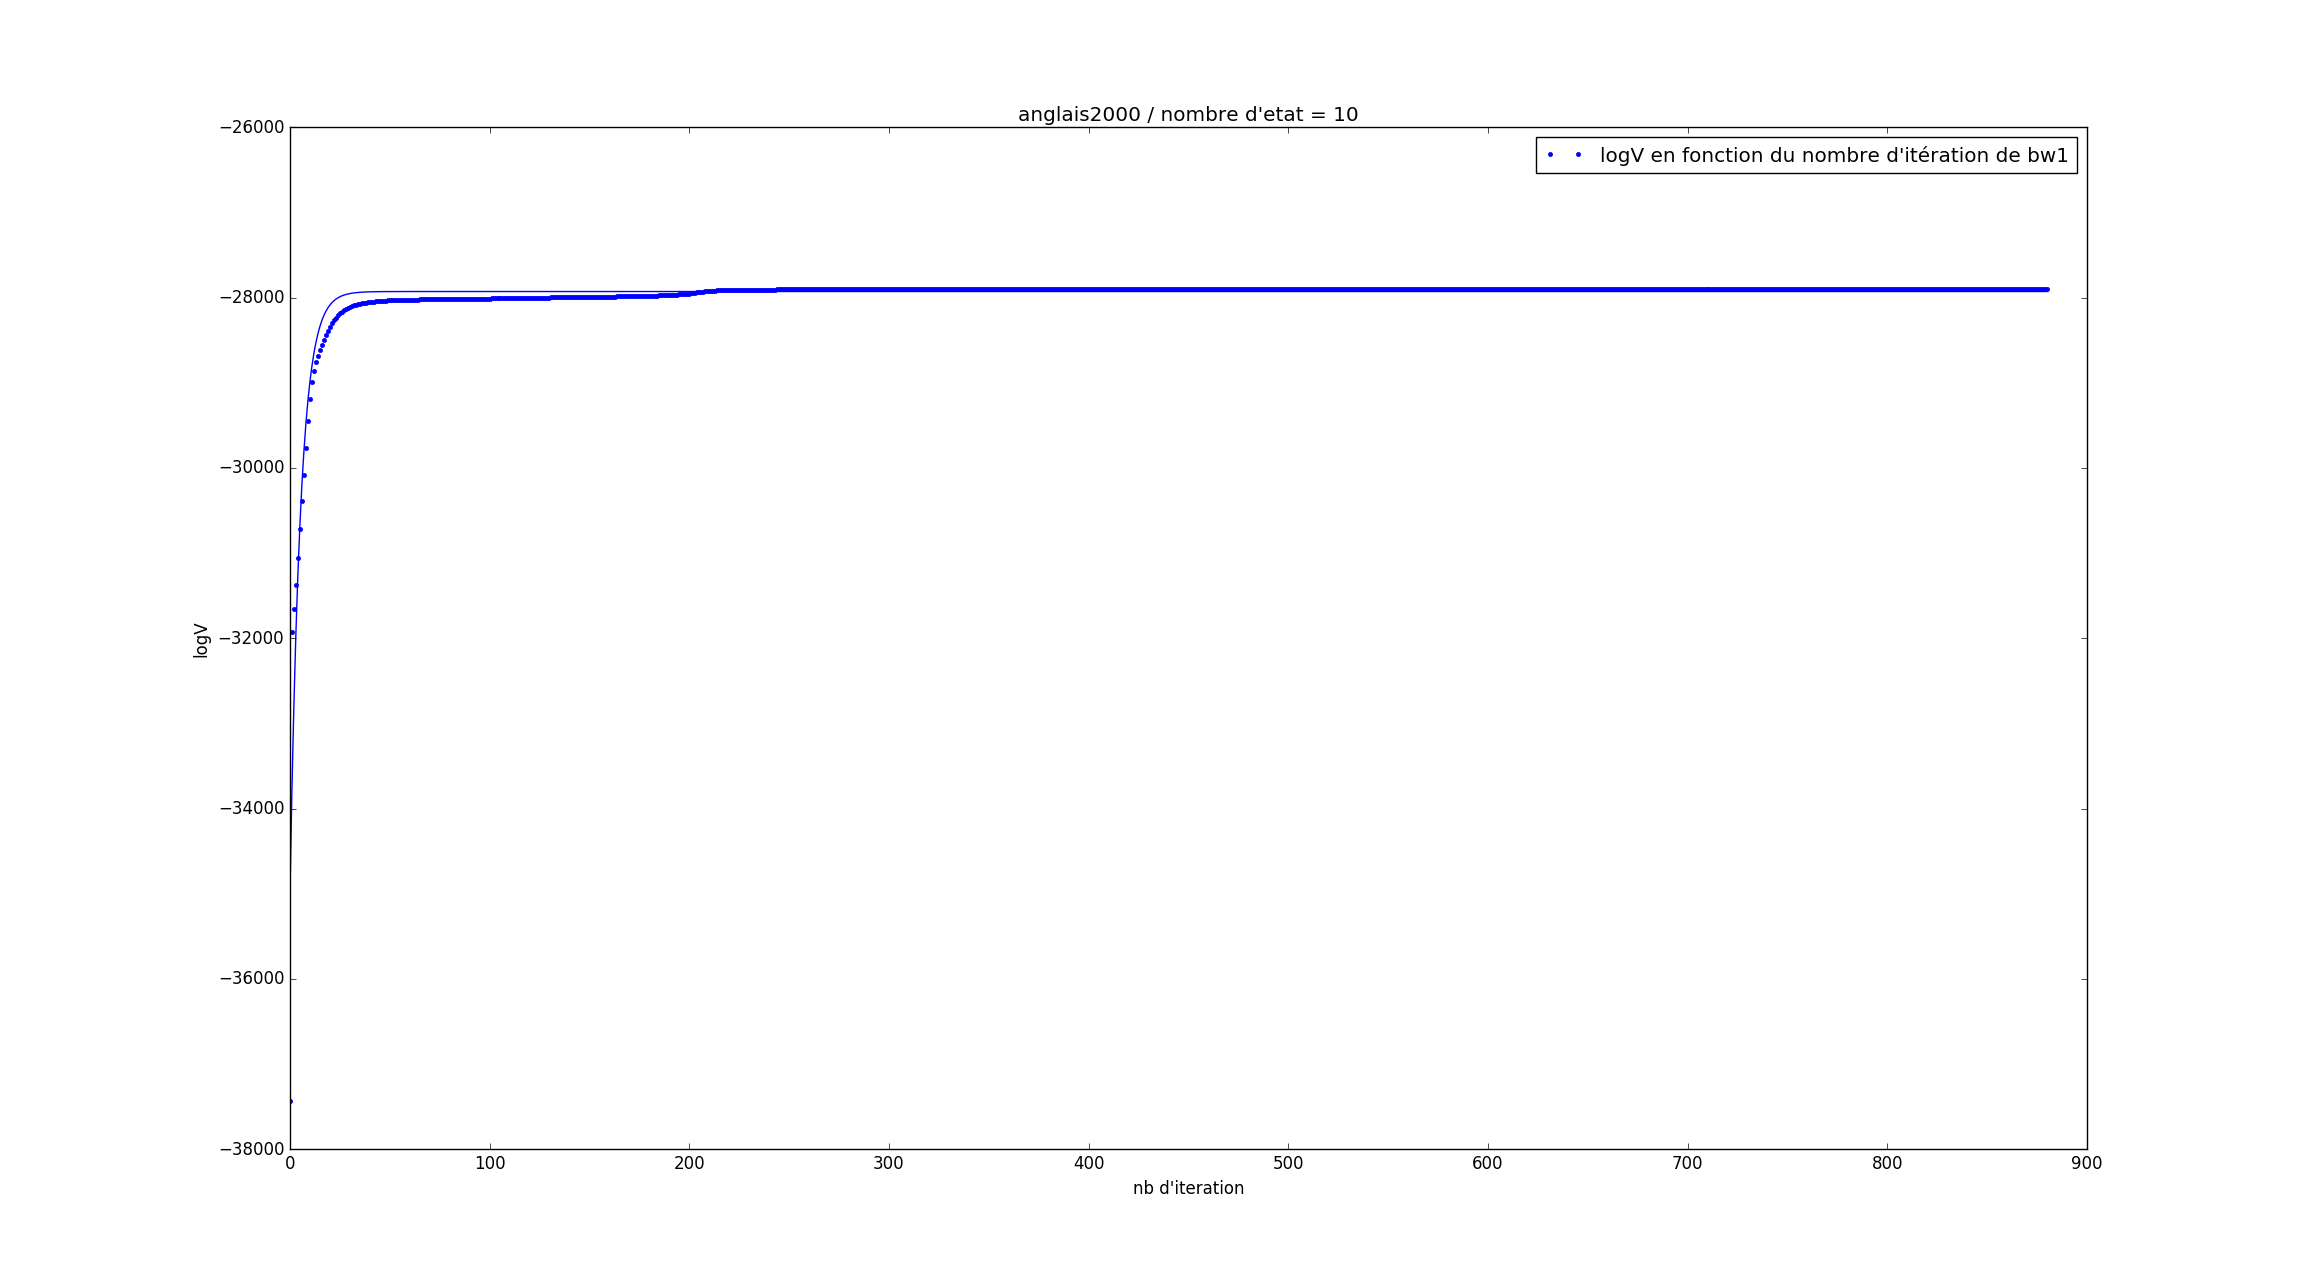 anglais2000 / nombre d'etat = 10
logV en fonction du nombre d'itération de bw1
−26000
−28000
−30000
−32000
−34000
−36000
−38000
logV
0 100 200 300 400 500 600 700 800 900
nb d'iteration